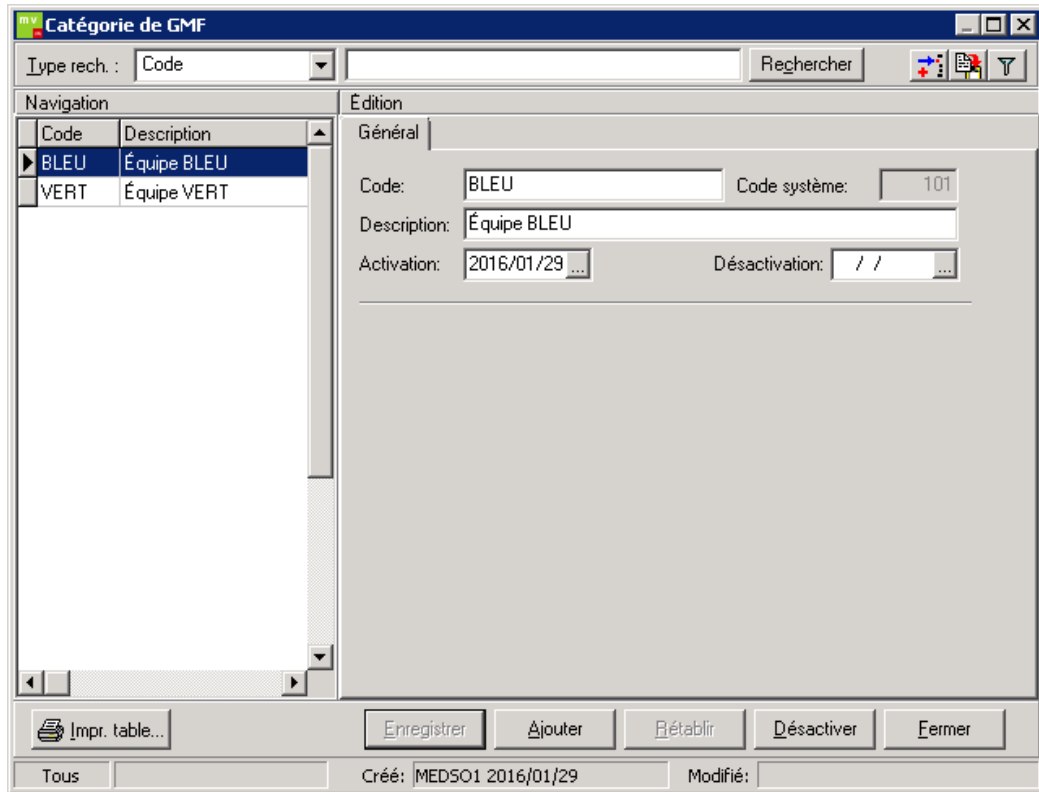 mv Catégorie de GMF
Type rech. : Code Rechercher
Navigation Édition
Code Description Général
BLEU Équipe BLEU
VERT Équipe VERT
Code: BLEU Code système: 101
Description: Équipe BLEU
Activation: 2016/01/29 ... Désactivation: / / ...
Impr. table... Enregistrer Ajouter Rétablir Désactiver Fermer
Tous Créé: MEDSO1 2016/01/29 Modifié: